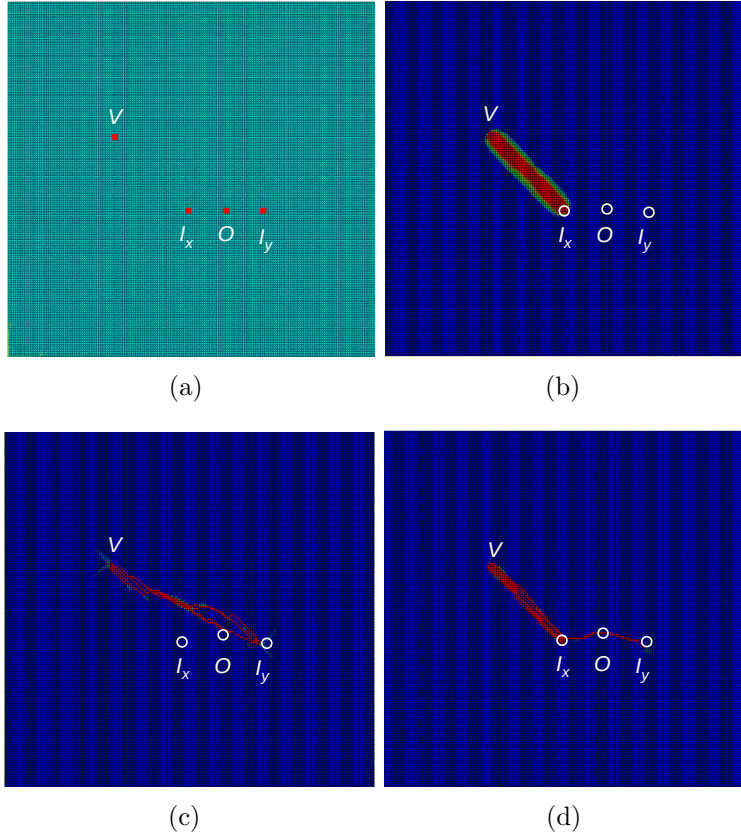 V
I_x O I_y
(a)
V
I_x O I_y
(b)
V
I_x O I_y
(c)
V
I_x O I_y
(d)